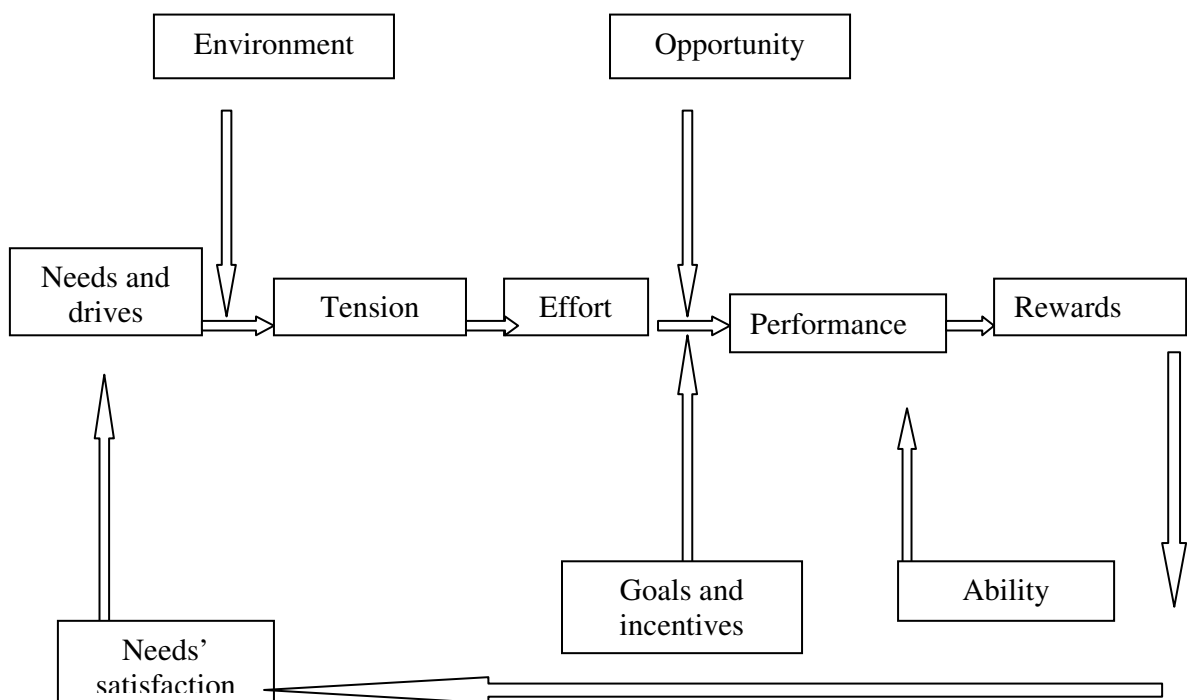 Environment
Opportunity
Needs and
drives
Tension
Effort
Performance
Rewards
Goals and
incentives
Ability
Needs’
satisfaction